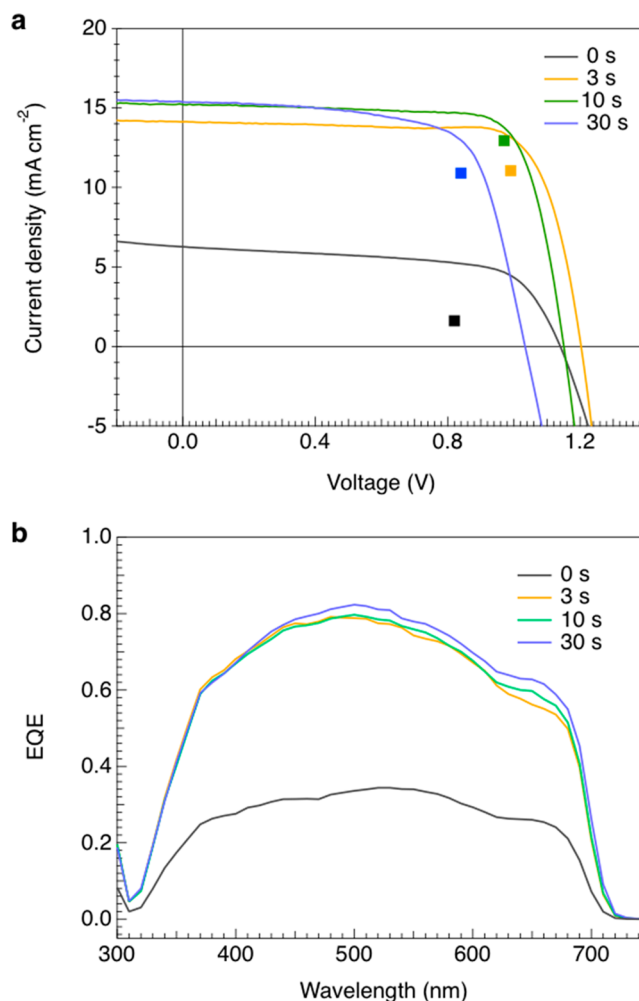 a
20
15
10
5
0
-5
Current density (mA cm⁻²)
0 s
3 s
10 s
30 s
0.0 0.4 0.8 1.2
Voltage (V)
b
1.0
0.8
0.6
0.4
0.2
0.0
EQE
0 s
3 s
10 s
30 s
300 400 500 600 700
Wavelength (nm)